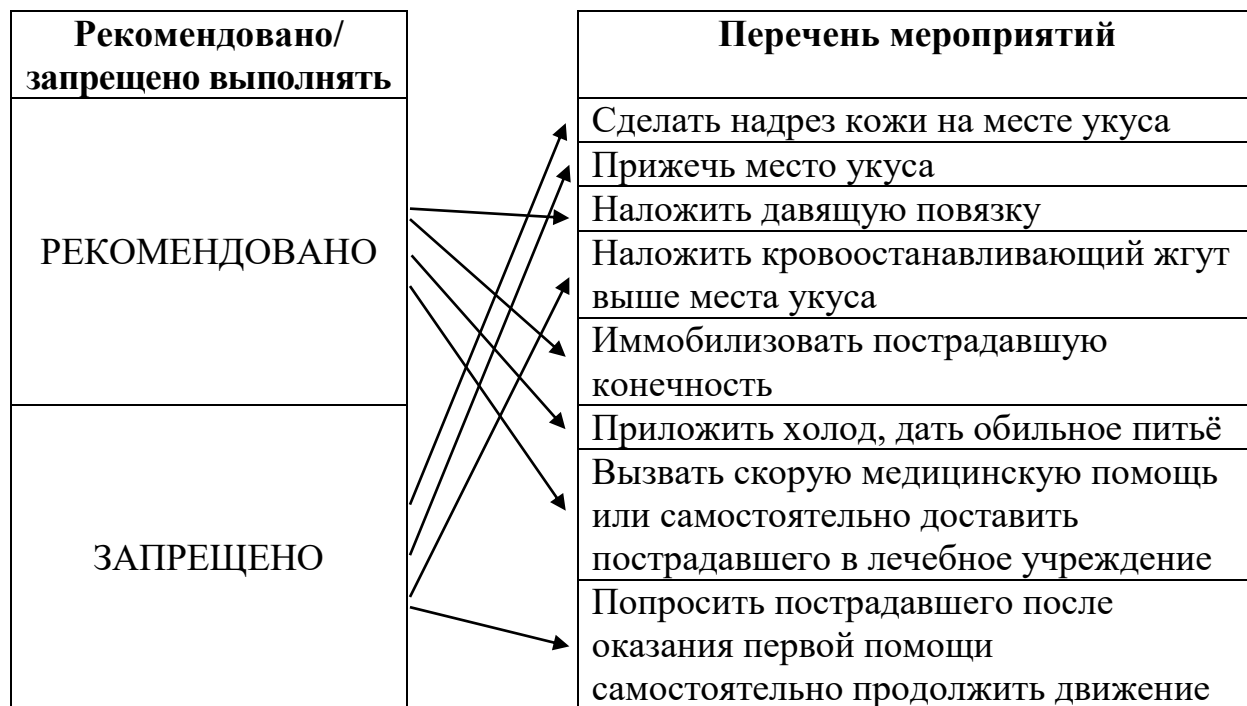 Рекомендовано/
запрещено выполнять
Перечень мероприятий
РЕКОМЕНДОВАНО
ЗАПРЕЩЕНО
Сделать надрез кожи на месте укуса
Прижечь место укуса
Наложить давящую повязку
Наложить кровоостанавливающий жгут
выше места укуса
Иммобилизовать пострадавшую
конечность
Приложить холод, дать обильное питьё
Вызвать скорую медицинскую помощь
или самостоятельно доставить
пострадавшего в лечебное учреждение
Попросить пострадавшего после
оказания первой помощи
самостоятельно продолжить движение